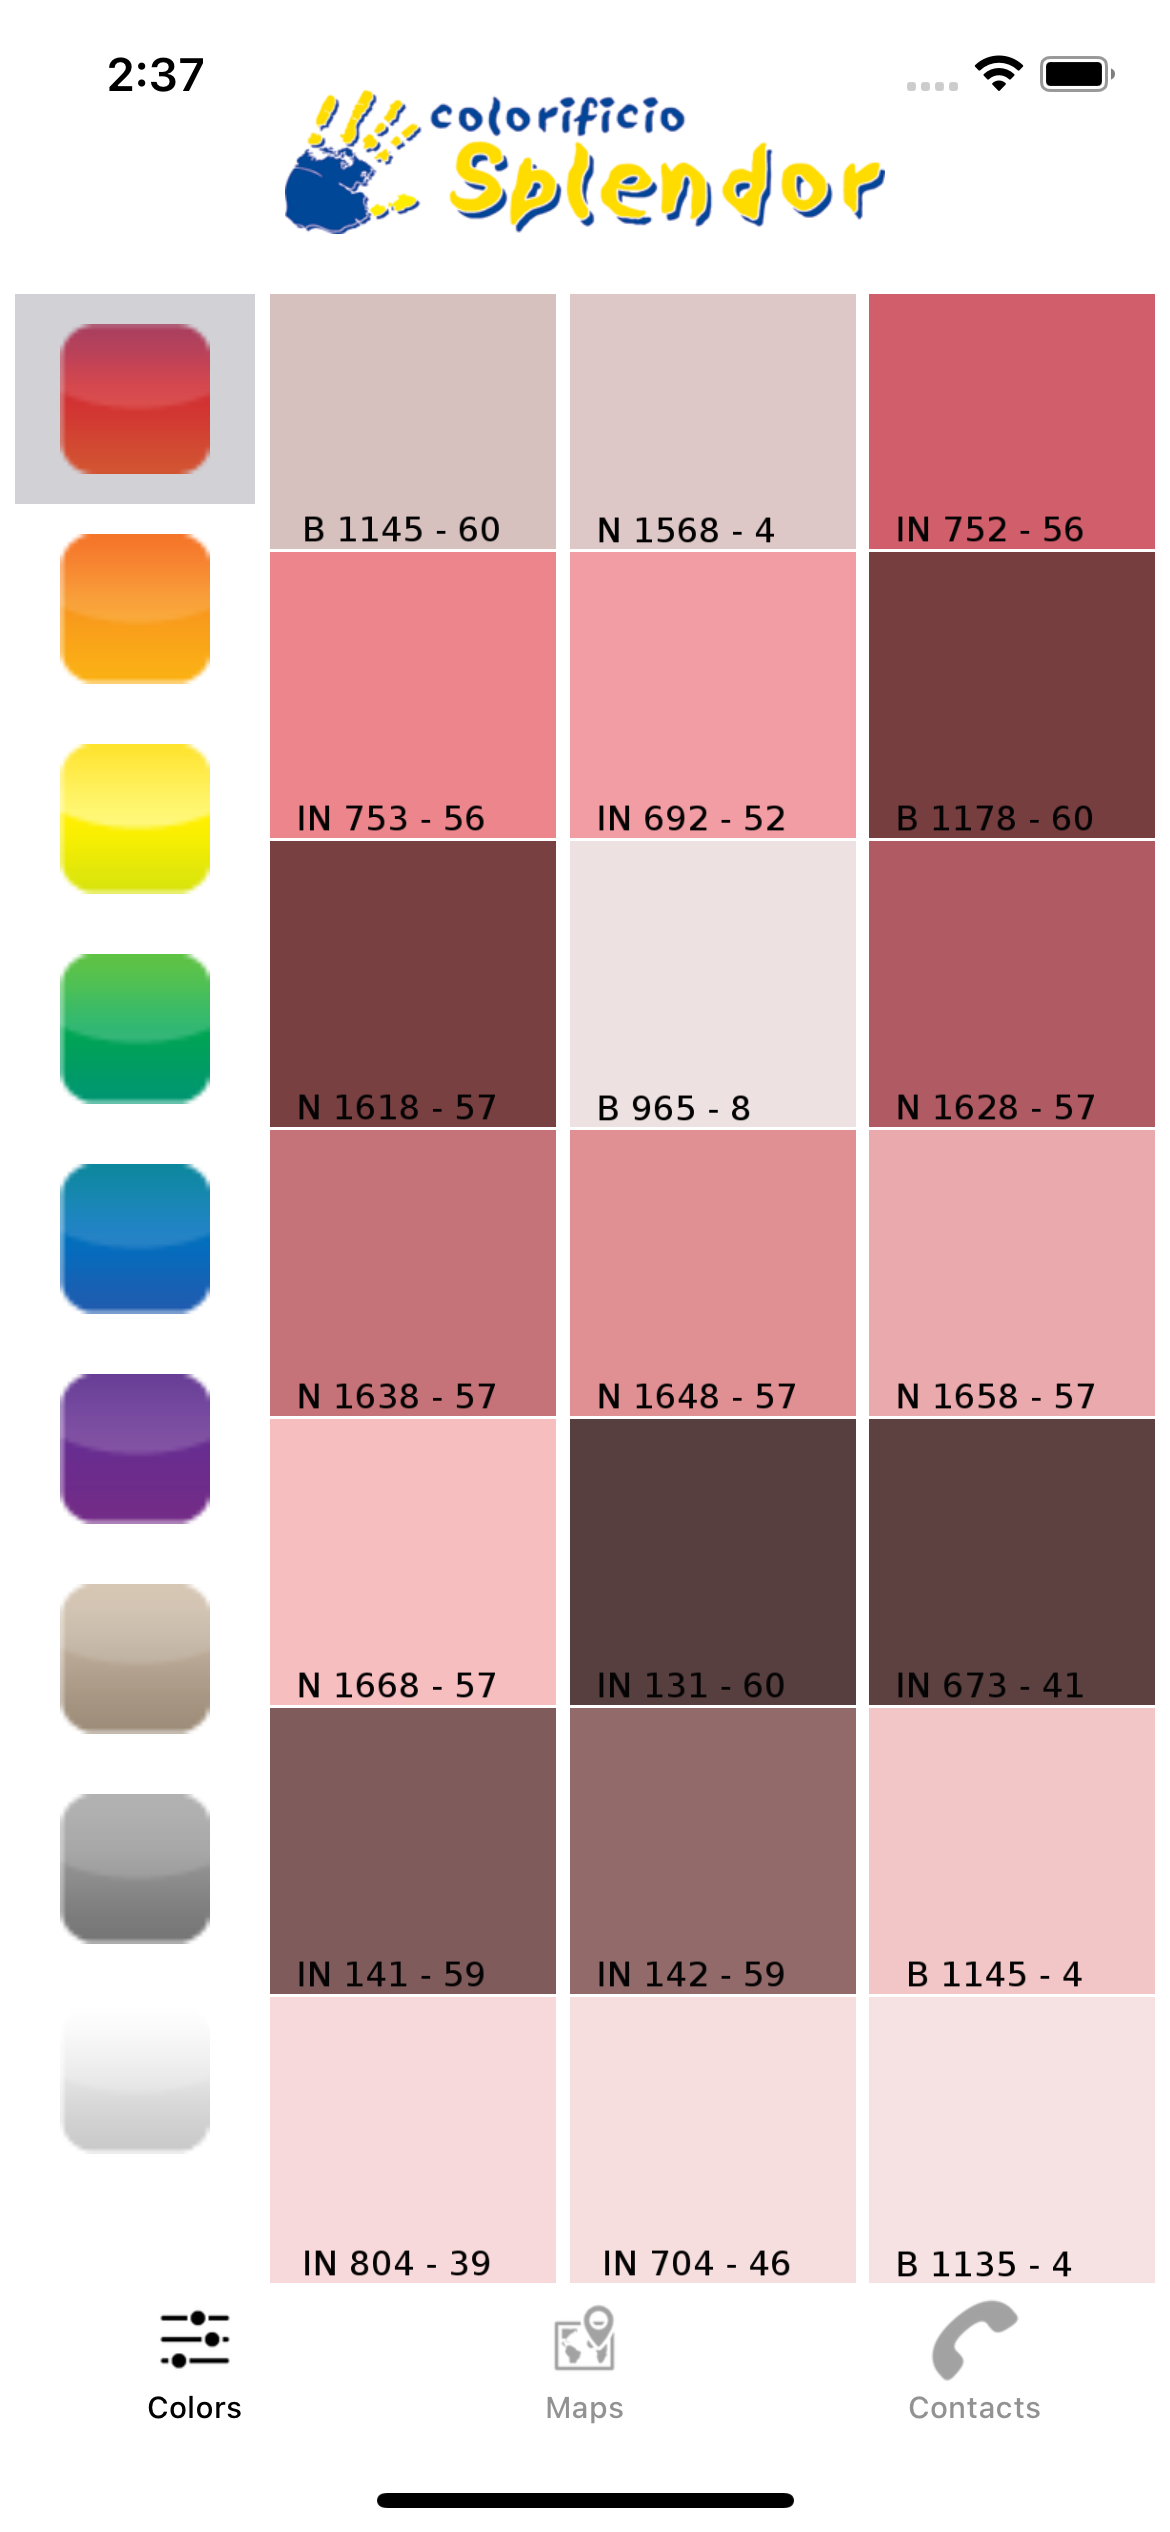 2:37
colorificio
Splendor
B 1145 - 60
N 1568 - 4
IN 752 - 56
IN 753 - 56
IN 692 - 52
B 1178 - 60
N 1618 - 57
B 965 - 8
N 1628 - 57
N 1638 - 57
N 1648 - 57
N 1658 - 57
N 1668 - 57
IN 131 - 60
IN 673 - 41
IN 141 - 59
IN 142 - 59
B 1145 - 4
IN 804 - 39
IN 704 - 46
B 1135 - 4
Colors
Maps
Contacts